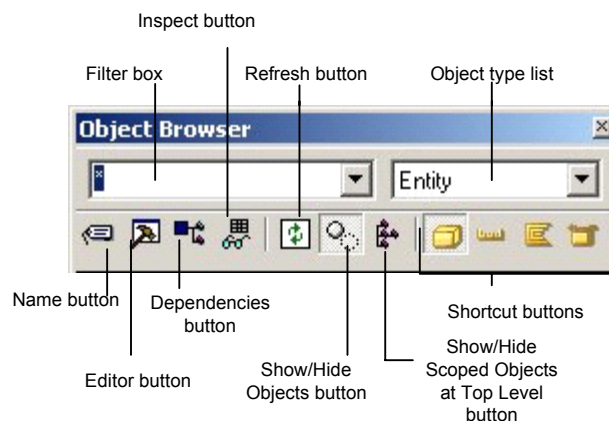 Inspect button
Filter box
Refresh button
Object type list
Object Browser
*
Entity
Name button
Dependencies
button
Shortcut buttons
Editor button
Show/Hide
Objects button
Show/Hide
Scoped Objects
at Top Level
button